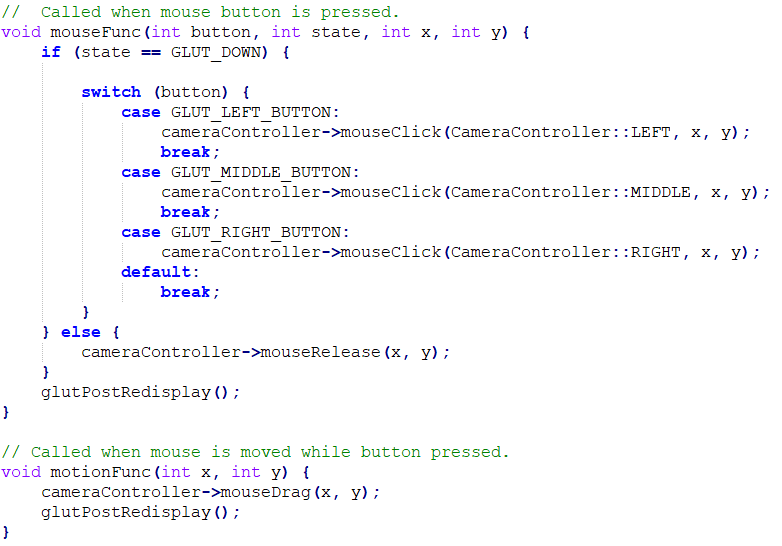 //  Called when mouse button is pressed.
void mouseFunc(int button, int state, int x, int y) {
    if (state == GLUT_DOWN) {

        switch (button) {
            case GLUT_LEFT_BUTTON:
                cameraController->mouseClick(CameraController::LEFT, x, y);
                break;
            case GLUT_MIDDLE_BUTTON:
                cameraController->mouseClick(CameraController::MIDDLE, x, y);
                break;
            case GLUT_RIGHT_BUTTON:
                cameraController->mouseClick(CameraController::RIGHT, x, y);
            default:
                break;
        }
    } else {
        cameraController->mouseRelease(x, y);
    }
    glutPostRedisplay();
}

// Called when mouse is moved while button pressed.
void motionFunc(int x, int y) {
    cameraController->mouseDrag(x, y);
    glutPostRedisplay();
}